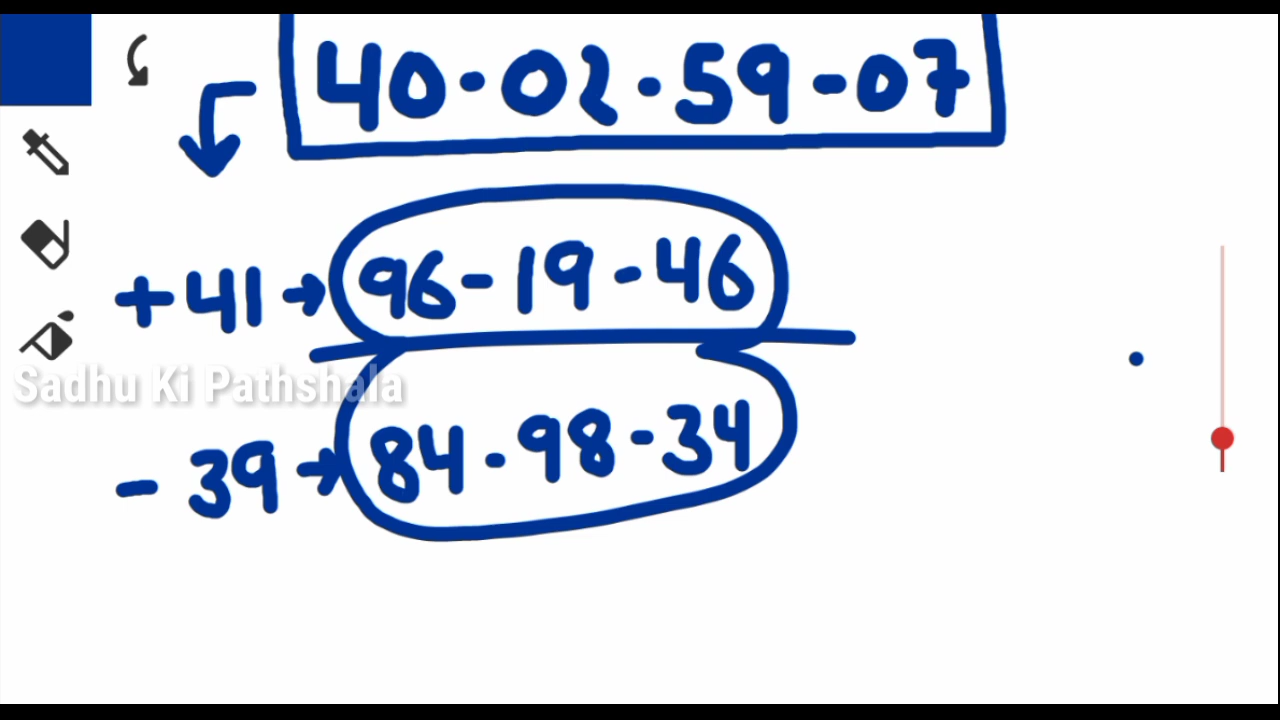 40 · 02 · 59 - 07
+ 41 → 96 - 19 - 46
Sadhu Ki Pathshala
- 39 → 84 · 98 - 34